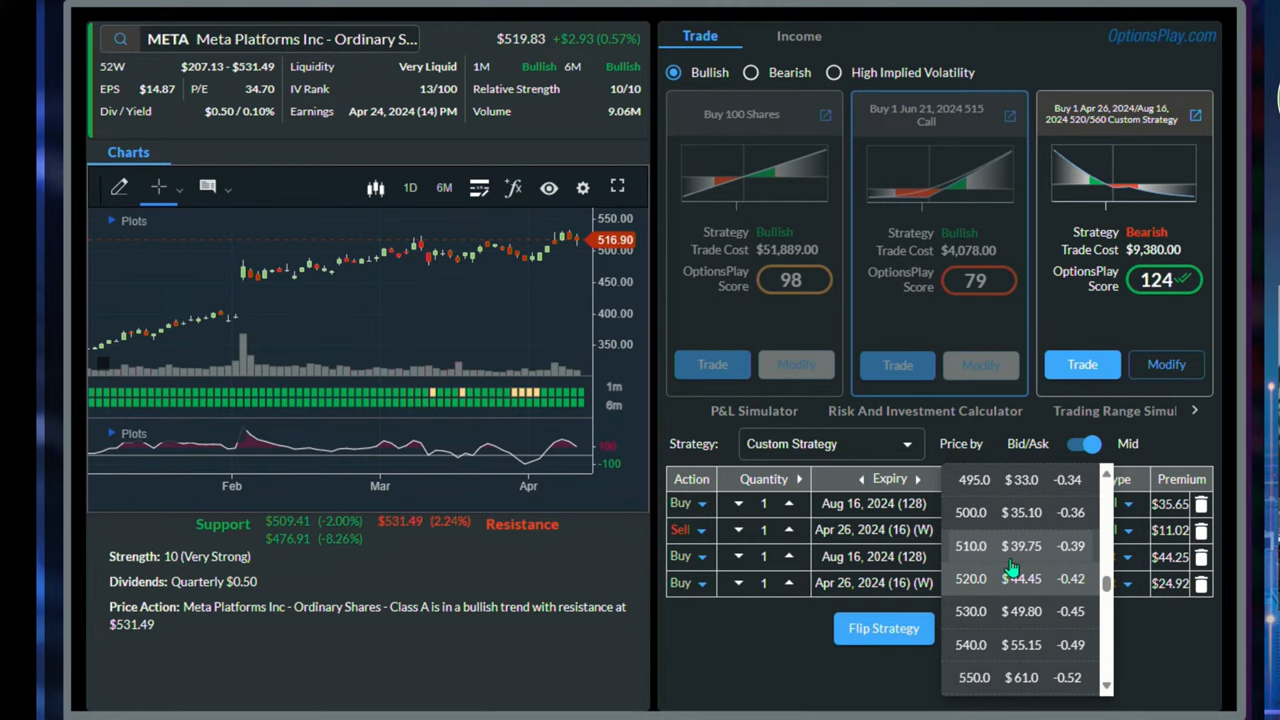 META Meta Platforms Inc - Ordinary S...
$519.83 +$2.93 (0.57%)
52W $207.13 - $531.49 Liquidity Very Liquid 1M Bullish 6M Bullish
EPS $14.87 P/E 34.70 IV Rank 13/100 Relative Strength 10/10
Div / Yield $0.50 / 0.10% Earnings Apr 24, 2024 (14) PM Volume 9.06M
Charts
1D 6M
Plots
550.00
516.90
500.00
450.00
400.00
350.00
1m
6m
Plots
100
-100
Feb Mar Apr
Support $509.41 (-2.00%) $531.49 (2.24%) Resistance
$476.91 (-8.26%)
Strength: 10 (Very Strong)
Dividends: Quarterly $0.50
Price Action: Meta Platforms Inc - Ordinary Shares - Class A is in a bullish trend with resistance at
$531.49
Trade Income OptionsPlay.com
Bullish Bearish High Implied Volatility
Buy 100 Shares
Strategy Bullish
Trade Cost $51,889.00
OptionsPlay
Score 98
Trade Modify
Buy 1 Jun 21, 2024 515
Call
Strategy Bullish
Trade Cost $4,078.00
OptionsPlay
Score 79
Trade Modify
Buy 1 Apr 26, 2024/Aug 16,
2024 520/560 Custom Strategy
Strategy Bearish
Trade Cost $9,380.00
OptionsPlay
Score 124
Trade Modify
P&L Simulator Risk And Investment Calculator Trading Range Simul
Strategy: Custom Strategy Price by Bid/Ask Mid
Action Quantity Expiry ype Premium
Buy 1 Aug 16, 2024 (128) $35.65
Sell 1 Apr 26, 2024 (16) (W) $11.02
Buy 1 Aug 16, 2024 (128) $44.25
Buy 1 Apr 26, 2024 (16) (W) $24.92
495.0 $ 33.0 -0.34
500.0 $ 35.10 -0.36
510.0 $ 39.75 -0.39
520.0 $ 44.45 -0.42
530.0 $ 49.80 -0.45
540.0 $ 55.15 -0.49
550.0 $ 61.0 -0.52
Flip Strategy